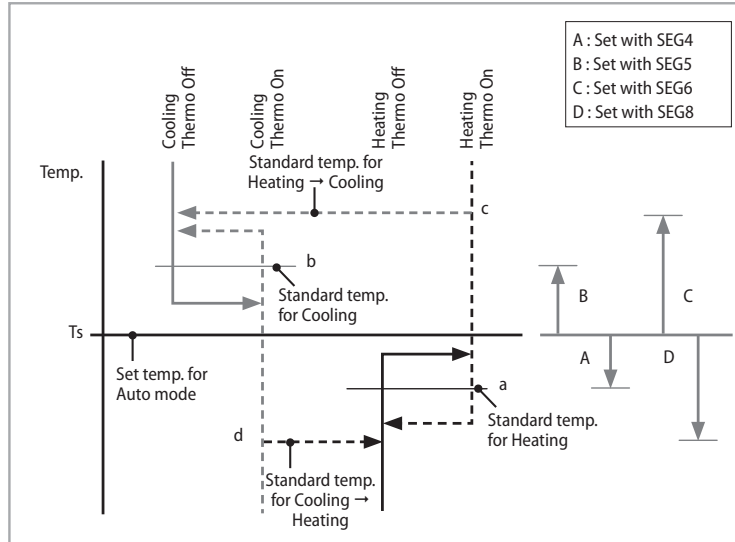 A : Set with SEG4
B : Set with SEG5
C : Set with SEG6
D : Set with SEG8
Cooling
Thermo Off
Cooling
Thermo On
Heating
Thermo Off
Heating
Thermo On
Temp.
Standard temp. for
Heating → Cooling
c
b
Standard temp.
for Cooling
B
C
Ts
Set temp. for
Auto mode
A
D
a
Standard temp.
for Heating
d
Standard temp.
for Cooling →
Heating